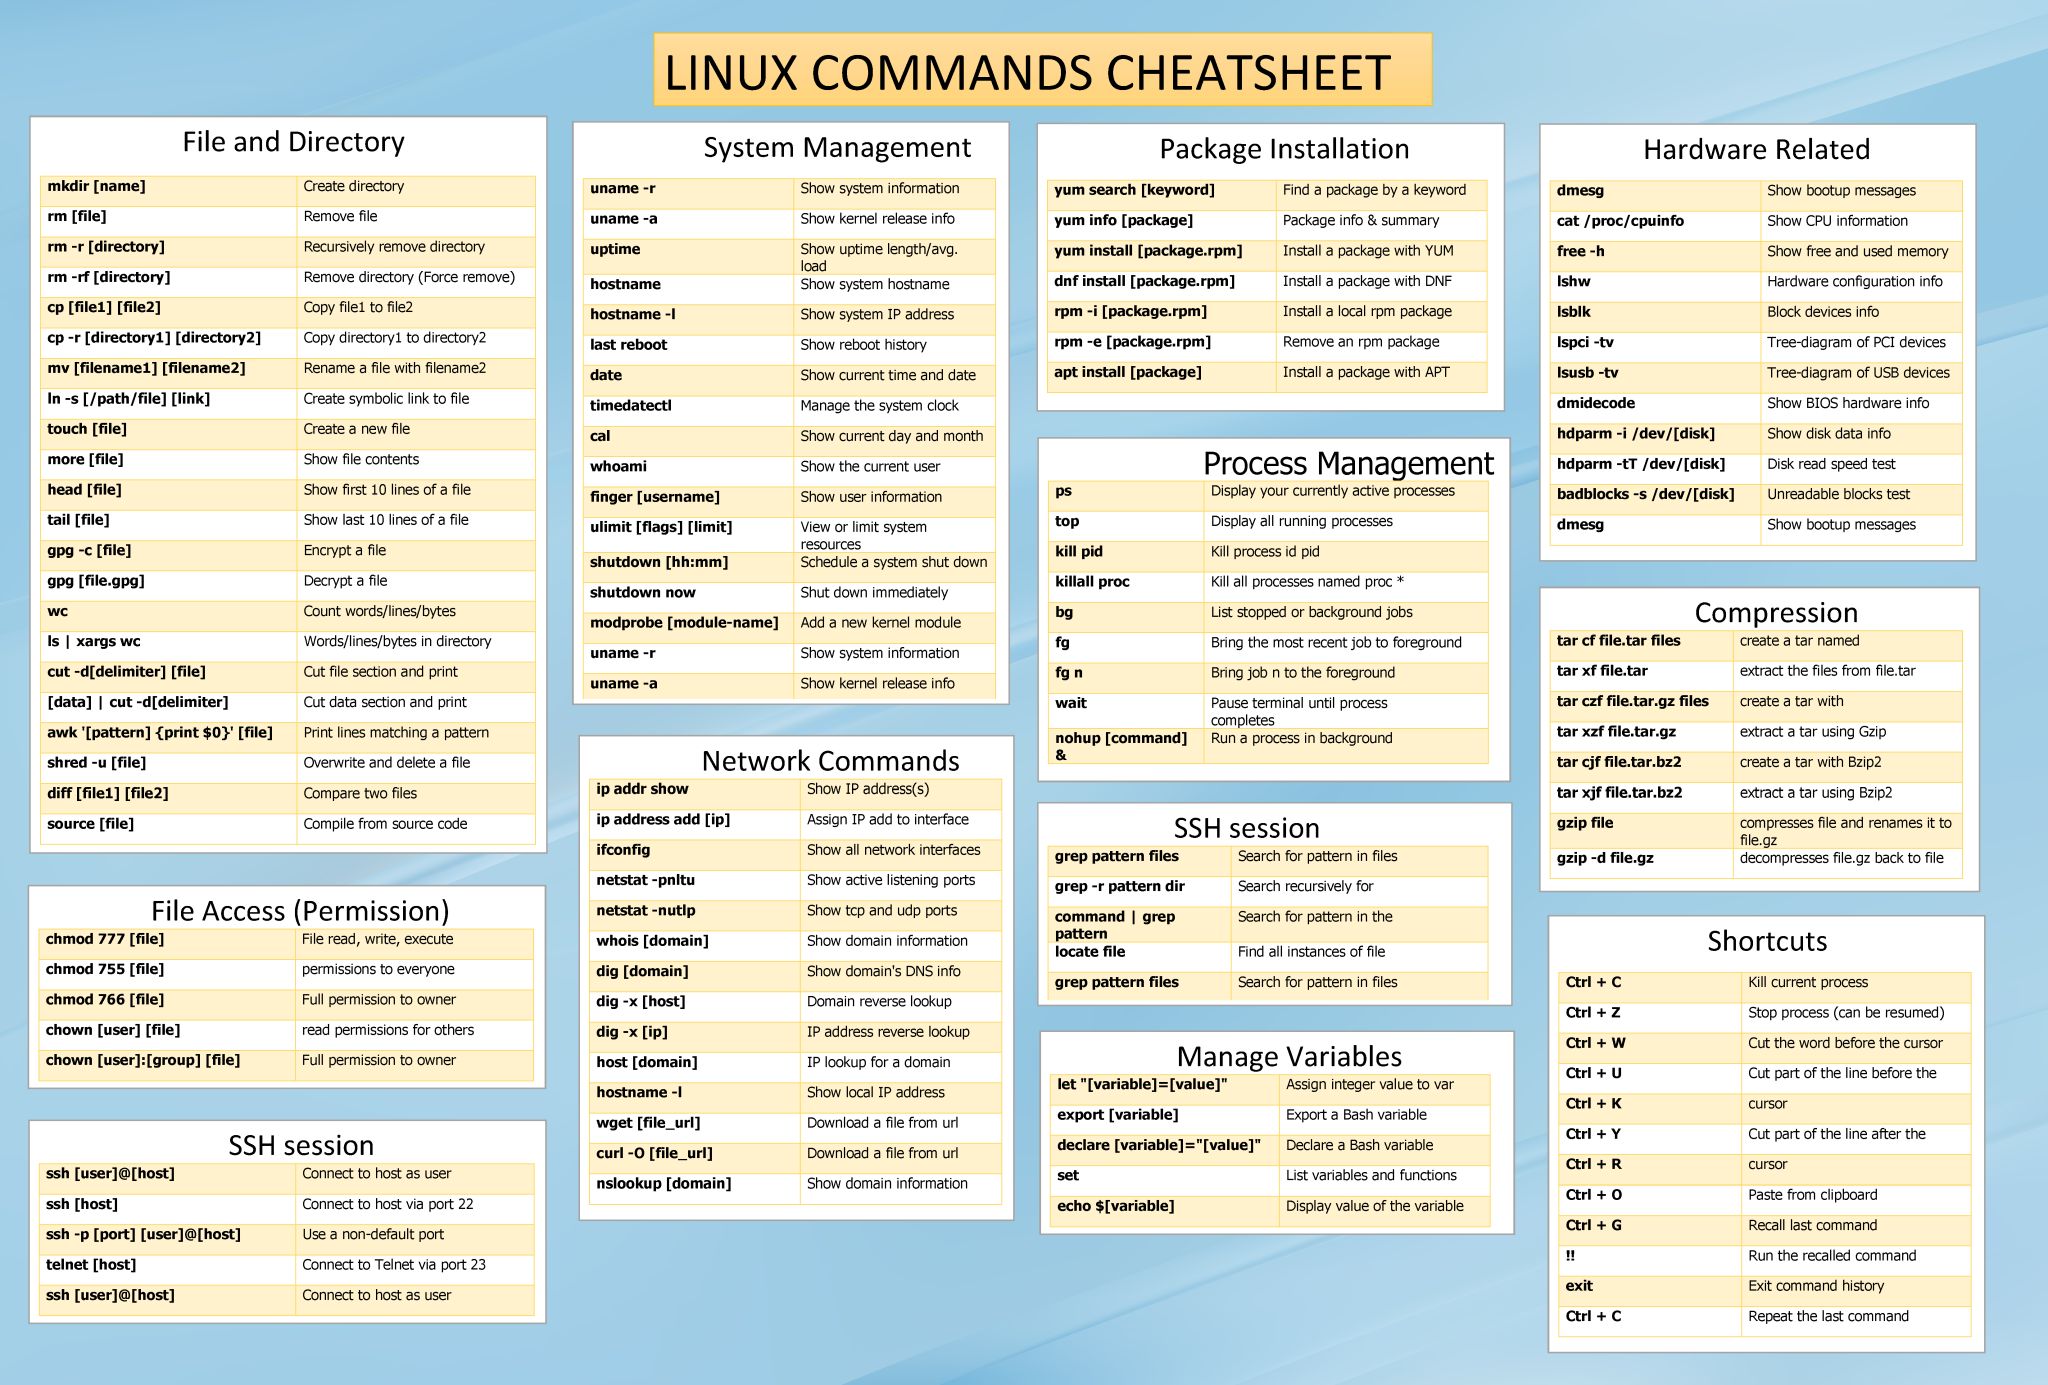 LINUX COMMANDS CHEATSHEET
File and Directory
mkdir [name] Create directory
rm [file] Remove file
rm -r [directory] Recursively remove directory
rm -rf [directory] Remove directory (Force remove)
cp [file1] [file2] Copy file1 to file2
cp -r [directory1] [directory2] Copy directory1 to directory2
mv [filename1] [filename2] Rename a file with filename2
ln -s [/path/file] [link] Create symbolic link to file
touch [file] Create a new file
more [file] Show file contents
head [file] Show first 10 lines of a file
tail [file] Show last 10 lines of a file
gpg -c [file] Encrypt a file
gpg [file.gpg] Decrypt a file
wc Count words/lines/bytes
ls | xargs wc Words/lines/bytes in directory
cut -d[delimiter] [file] Cut file section and print
[data] | cut -d[delimiter] Cut data section and print
awk '[pattern] {print $0}' [file] Print lines matching a pattern
shred -u [file] Overwrite and delete a file
diff [file1] [file2] Compare two files
source [file] Compile from source code
File Access (Permission)
chmod 777 [file] File read, write, execute
chmod 755 [file] permissions to everyone
chmod 766 [file] Full permission to owner
chown [user] [file] read permissions for others
chown [user]:[group] [file] Full permission to owner
SSH session
ssh [user]@[host] Connect to host as user
ssh [host] Connect to host via port 22
ssh -p [port] [user]@[host] Use a non-default port
telnet [host] Connect to Telnet via port 23
ssh [user]@[host] Connect to host as user
System Management
uname -r Show system information
uname -a Show kernel release info
uptime Show uptime length/avg.
load
hostname Show system hostname
hostname -I Show system IP address
last reboot Show reboot history
date Show current time and date
timedatectl Manage the system clock
cal Show current day and month
whoami Show the current user
finger [username] Show user information
ulimit [flags] [limit] View or limit system
resources
shutdown [hh:mm] Schedule a system shut down
shutdown now Shut down immediately
modprobe [module-name] Add a new kernel module
uname -r Show system information
uname -a Show kernel release info
Network Commands
ip addr show Show IP address(s)
ip address add [ip] Assign IP add to interface
ifconfig Show all network interfaces
netstat -pnltu Show active listening ports
netstat -nutlp Show tcp and udp ports
whois [domain] Show domain information
dig [domain] Show domain's DNS info
dig -x [host] Domain reverse lookup
dig -x [ip] IP address reverse lookup
host [domain] IP lookup for a domain
hostname -I Show local IP address
wget [file_url] Download a file from url
curl -O [file_url] Download a file from url
nslookup [domain] Show domain information
Package Installation
yum search [keyword] Find a package by a keyword
yum info [package] Package info & summary
yum install [package.rpm] Install a package with YUM
dnf install [package.rpm] Install a package with DNF
rpm -i [package.rpm] Install a local rpm package
rpm -e [package.rpm] Remove an rpm package
apt install [package] Install a package with APT
Process Management
ps Display your currently active processes
top Display all running processes
kill pid Kill process id pid
killall proc Kill all processes named proc *
bg List stopped or background jobs
fg Bring the most recent job to foreground
fg n Bring job n to the foreground
wait Pause terminal until process
completes
nohup [command] Run a process in background
&
SSH session
grep pattern files Search for pattern in files
grep -r pattern dir Search recursively for
command | grep Search for pattern in the
pattern
locate file Find all instances of file
grep pattern files Search for pattern in files
Manage Variables
let "[variable]=[value]" Assign integer value to var
export [variable] Export a Bash variable
declare [variable]="[value]" Declare a Bash variable
set List variables and functions
echo $[variable] Display value of the variable
Hardware Related
dmesg Show bootup messages
cat /proc/cpuinfo Show CPU information
free -h Show free and used memory
lshw Hardware configuration info
lsblk Block devices info
lspci -tv Tree-diagram of PCI devices
lsusb -tv Tree-diagram of USB devices
dmidecode Show BIOS hardware info
hdparm -i /dev/[disk] Show disk data info
hdparm -tT /dev/[disk] Disk read speed test
badblocks -s /dev/[disk] Unreadable blocks test
dmesg Show bootup messages
Compression
tar cf file.tar files create a tar named
tar xf file.tar extract the files from file.tar
tar czf file.tar.gz files create a tar with
tar xzf file.tar.gz extract a tar using Gzip
tar cjf file.tar.bz2 create a tar with Bzip2
tar xjf file.tar.bz2 extract a tar using Bzip2
gzip file compresses file and renames it to
file.gz
gzip -d file.gz decompresses file.gz back to file
Shortcuts
Ctrl + C Kill current process
Ctrl + Z Stop process (can be resumed)
Ctrl + W Cut the word before the cursor
Ctrl + U Cut part of the line before the
Ctrl + K cursor
Ctrl + Y Cut part of the line after the
Ctrl + R cursor
Ctrl + O Paste from clipboard
Ctrl + G Recall last command
!! Run the recalled command
exit Exit command history
Ctrl + C Repeat the last command